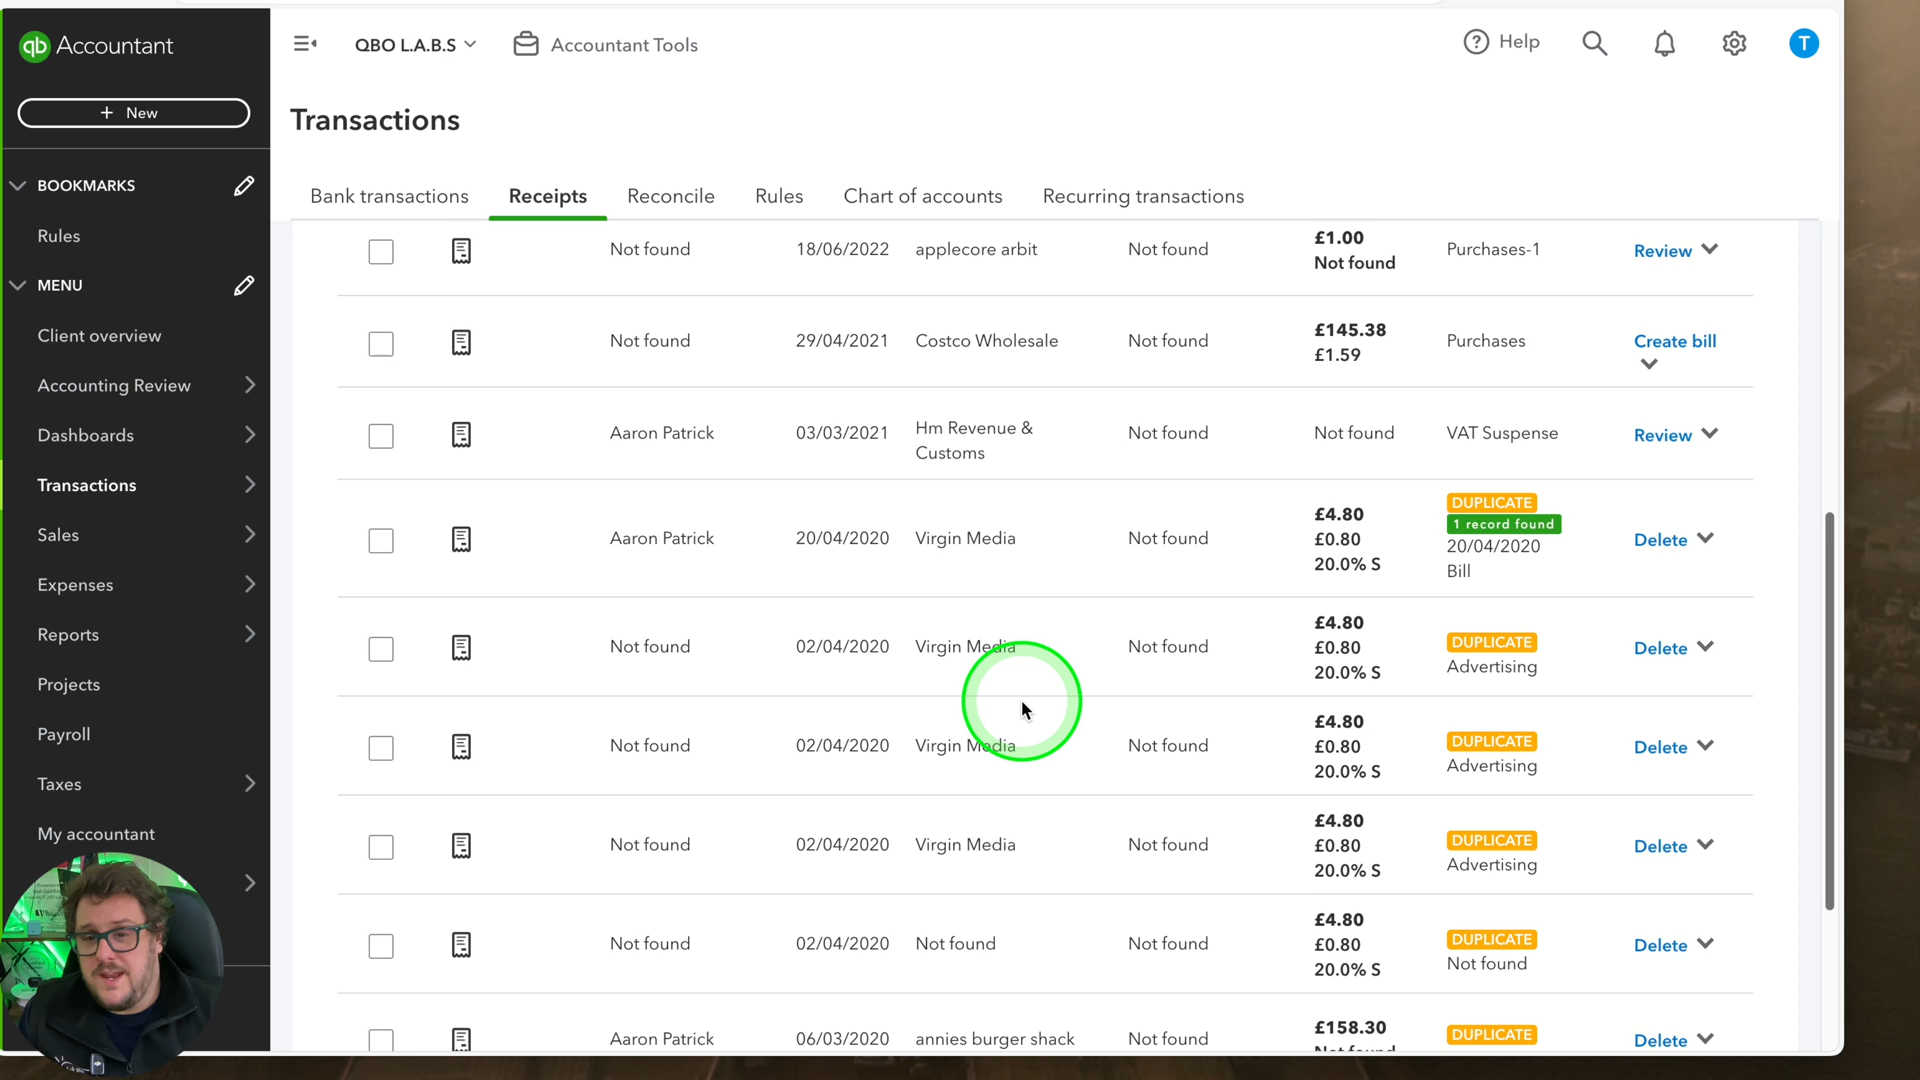 qb Accountant
QBO L.A.B.S
Accountant Tools
Help
T
+ New
Transactions
BOOKMARKS
Rules
MENU
Client overview
Accounting Review
Dashboards
Transactions
Sales
Expenses
Reports
Projects
Payroll
Taxes
My accountant
Bank transactions Receipts Reconcile Rules Chart of accounts Recurring transactions
Not found 18/06/2022 applecore arbit Not found £1.00 Purchases-1 Review
Not found
Not found 29/04/2021 Costco Wholesale Not found £145.38 Purchases Create bill
£1.59
Aaron Patrick 03/03/2021 Hm Revenue & Not found Not found VAT Suspense Review
Customs
Aaron Patrick 20/04/2020 Virgin Media Not found £4.80 DUPLICATE Delete
£0.80 1 record found
20.0% S 20/04/2020
Bill
Not found 02/04/2020 Virgin Media Not found £4.80 DUPLICATE Delete
£0.80 Advertising
20.0% S
Not found 02/04/2020 Virgin Media Not found £4.80 DUPLICATE Delete
£0.80 Advertising
20.0% S
Not found 02/04/2020 Virgin Media Not found £4.80 DUPLICATE Delete
£0.80 Advertising
20.0% S
Not found 02/04/2020 Not found Not found £4.80 DUPLICATE Delete
£0.80 Not found
20.0% S
Aaron Patrick 06/03/2020 annies burger shack Not found £158.30 DUPLICATE Delete